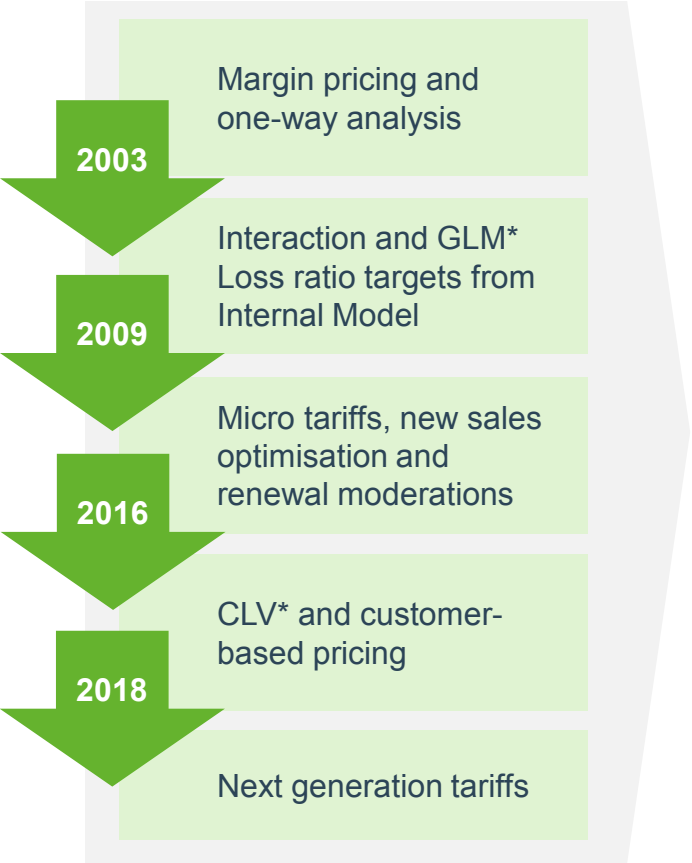 Margin pricing and
one-way analysis
2003
Interaction and GLM*
Loss ratio targets from
Internal Model
2009
Micro tariffs, new sales
optimisation and
renewal moderations
2016
CLV* and customer-
based pricing
2018
Next generation tariffs